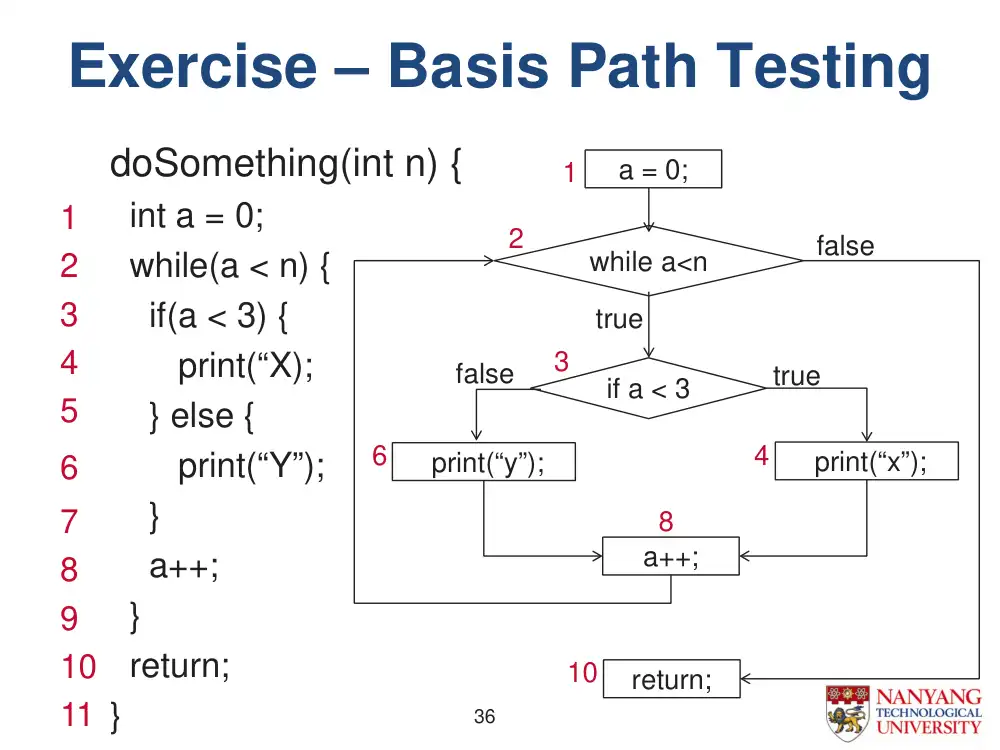 Exercise – Basis Path Testing
doSomething(int n) {
1 int a = 0;
2 while(a < n) {
3 if(a < 3) {
4 print(“X);
5 } else {
6 print(“Y”);
7 }
8 a++;
9 }
10 return;
11 }
1 a = 0;
2 while a<n
false
true
3 if a < 3
false
true
6 print(“y”);
4 print(“x”);
8
a++;
10 return;
36
NANYANG
TECHNOLOGICAL
UNIVERSITY